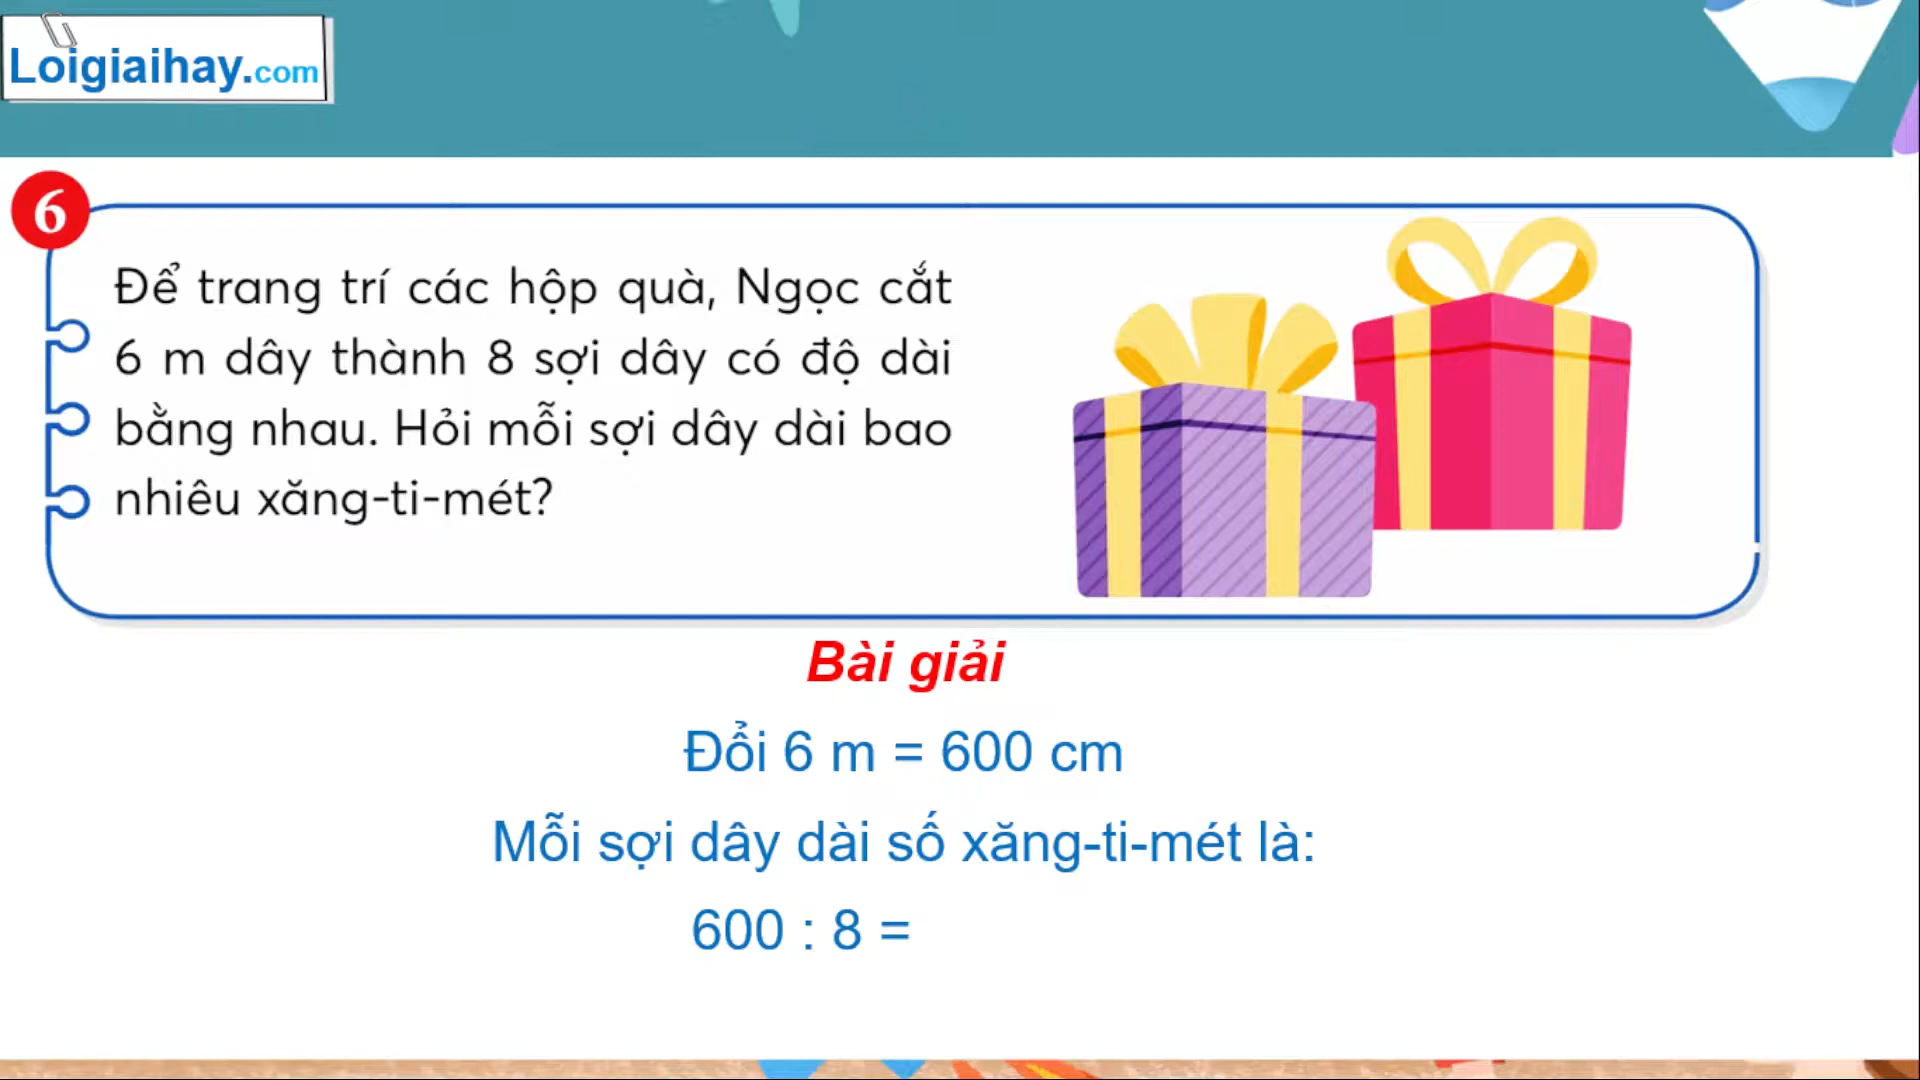 Loigiaihay.com
6
Để trang trí các hộp quà, Ngọc cắt
6 m dây thành 8 sợi dây có độ dài
bằng nhau. Hỏi mỗi sợi dây dài bao
nhiêu xăng-ti-mét?
Bài giải
Đổi 6 m = 600 cm
Mỗi sợi dây dài số xăng-ti-mét là:
600 : 8 =